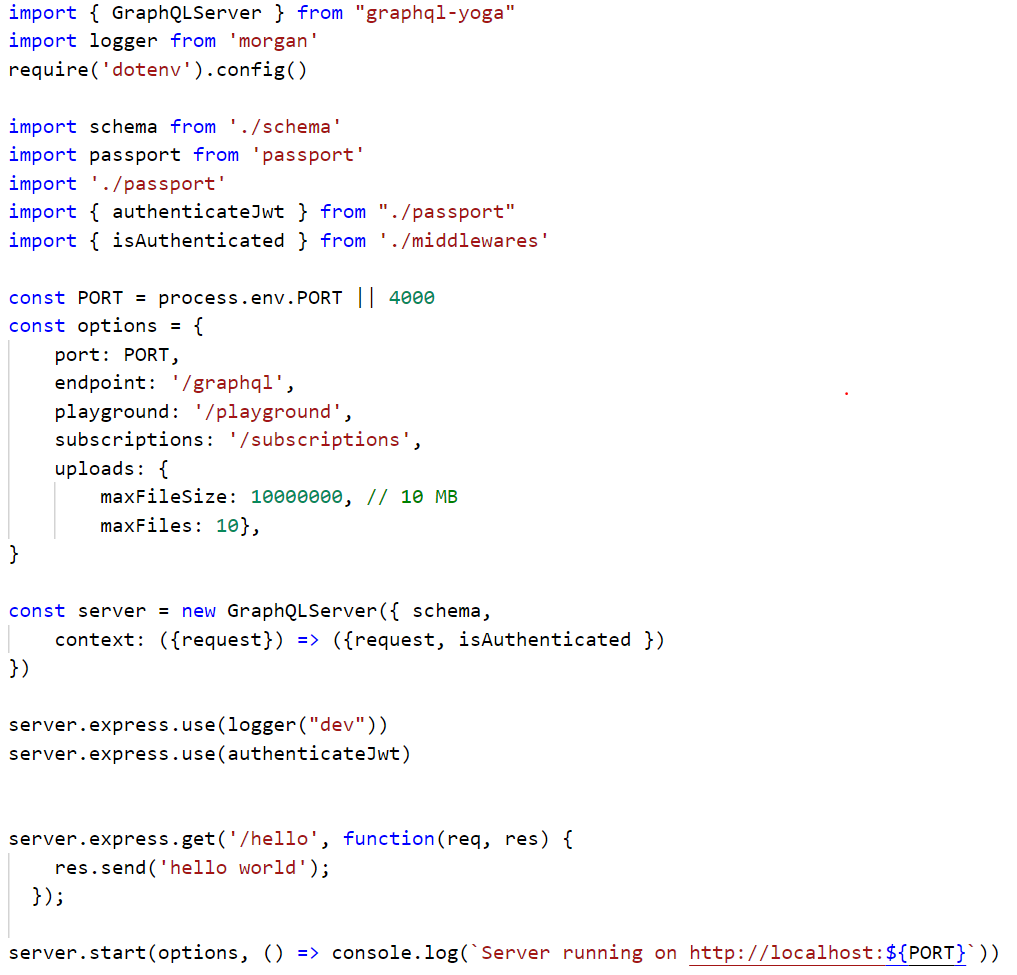 import { GraphQLServer } from "graphql-yoga"
import logger from 'morgan'
require('dotenv').config()

import schema from './schema'
import passport from 'passport'
import './passport'
import { authenticateJwt } from "./passport"
import { isAuthenticated } from './middlewares'

const PORT = process.env.PORT || 4000
const options = {
    port: PORT,
    endpoint: '/graphql',
    playground: '/playground',
    subscriptions: '/subscriptions',
    uploads: {
        maxFileSize: 10000000, // 10 MB
        maxFiles: 10},
}

const server = new GraphQLServer({ schema,
    context: ({request}) => ({request, isAuthenticated })
})

server.express.use(logger("dev"))
server.express.use(authenticateJwt)


server.express.get('/hello', function(req, res) {
    res.send('hello world');
  });

server.start(options, () => console.log(`Server running on http://localhost:${PORT}`))